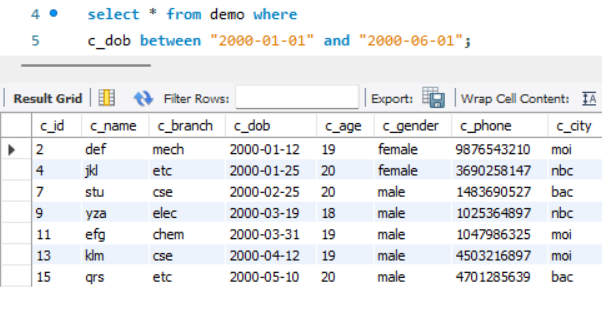 4 select * from demo where
5 c_dob between "2000-01-01" and "2000-06-01";
Result Grid Filter Rows: Export: Wrap Cell Content: IA
c_id c_name c_branch c_dob c_age c_gender c_phone c_city
2 def mech 2000-01-12 19 female 9876543210 moi
4 jkl etc 2000-01-25 20 female 3690258147 nbc
7 stu cse 2000-02-25 20 male 1483690527 bac
9 yza elec 2000-03-19 18 male 1025364897 nbc
11 efg chem 2000-03-31 19 male 1047986325 moi
13 klm cse 2000-04-12 19 male 4503216897 moi
15 qrs etc 2000-05-10 20 male 4701285639 bac